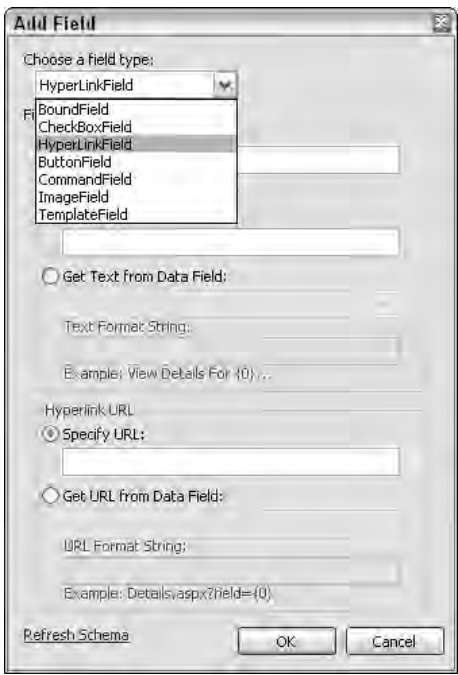 Add Field
Choose a field type:
HyperLinkField
Fi
BoundField
CheckBoxField
HyperLinkField
ButtonField
CommandField
ImageField
TemplateField
Get Text from Data Field:
Text Format String:
Example: View Details For {0}...
Hyperlink URL
Specify URL:
Get URL from Data Field:
URL Format String:
Example: Details.aspx?field={0}
Refresh Schema
OK
Cancel